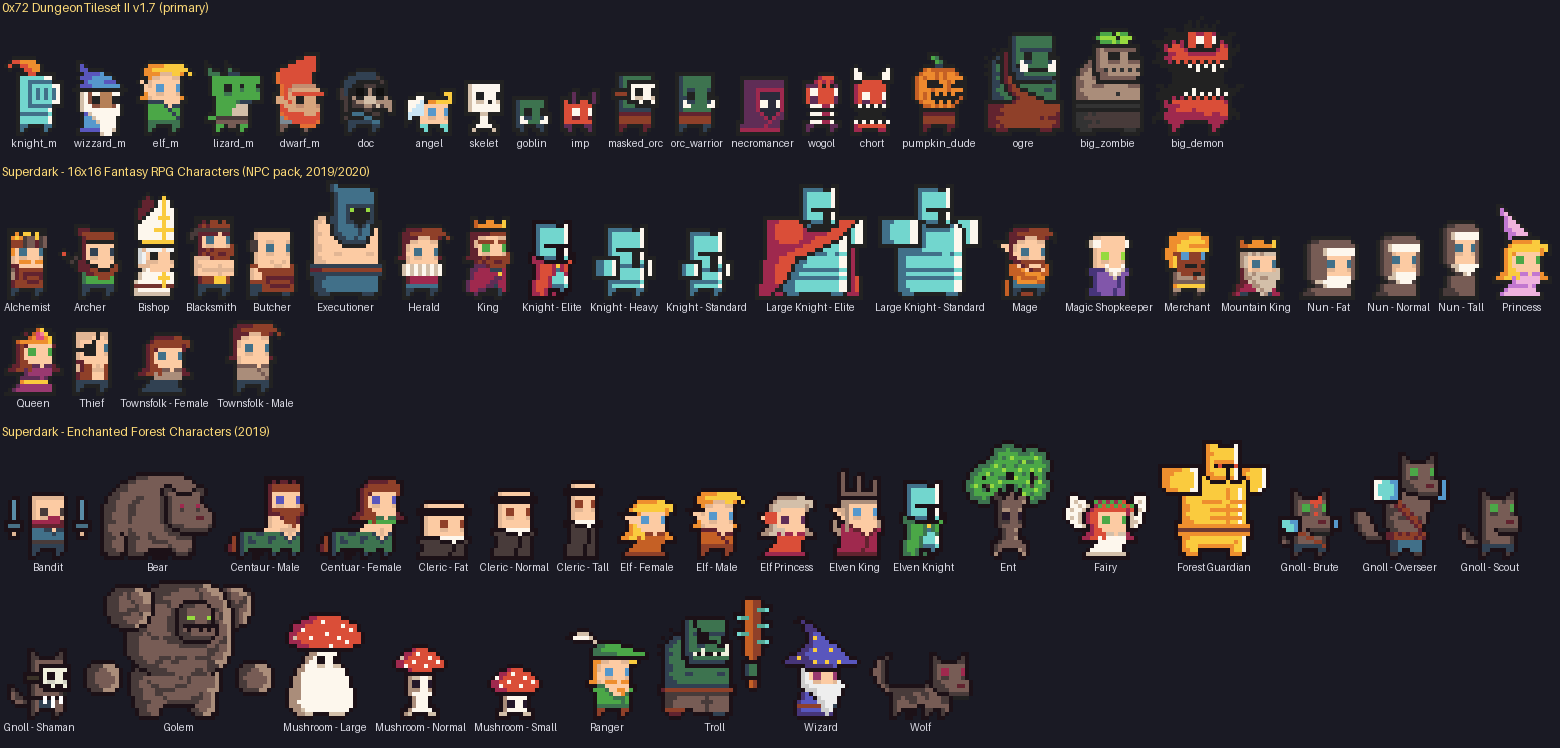 0x72 DungeonTileset II v1.7 (primary)
knight_m wizzard_m elf_m lizard_m dwarf_m doc angel skelet goblin imp masked_orc orc_warrior necromancer wogol chort pumpkin_dude ogre big_zombie big_demon
Superdark - 16x16 Fantasy RPG Characters (NPC pack, 2019/2020)
Alchemist Archer Bishop Blacksmith Butcher Executioner Herald King Knight - Elite Knight - Heavy Knight - Standard Large Knight - Elite Large Knight - Standard Mage Magic Shopkeeper Merchant Mountain King Nun - Fat Nun - Normal Nun - Tall Princess
Queen Thief Townsfolk - Female Townsfolk - Male
Superdark - Enchanted Forest Characters (2019)
Bandit Bear Centaur - Male Centuar - Female Cleric - Fat Cleric - Normal Cleric - Tall Elf - Female Elf - Male Elf Princess Elven King Elven Knight Ent Fairy Forest Guardian Gnoll - Brute Gnoll - Overseer Gnoll - Scout
Gnoll - Shaman Golem Mushroom - Large Mushroom - Normal Mushroom - Small Ranger Troll Wizard Wolf